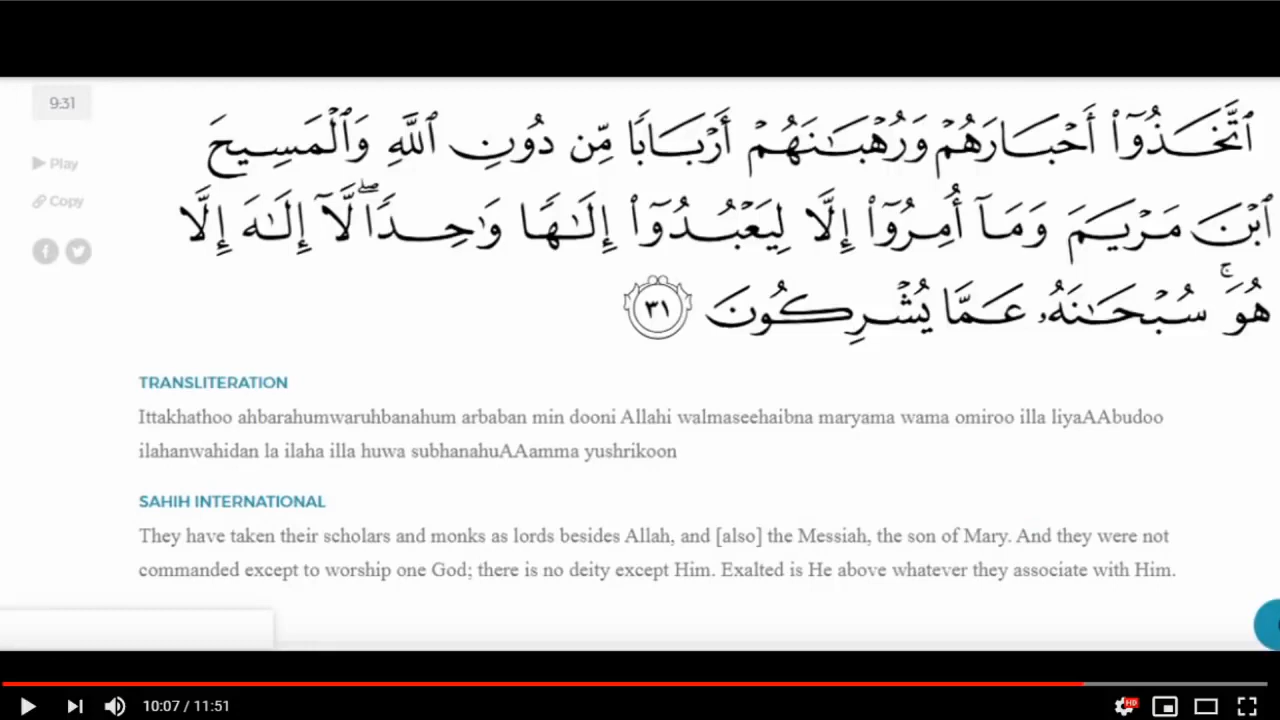 9:31
ٱتَّخَذُوٓا۟ أَحْبَارَهُمْ وَرُهْبَـٰنَهُمْ أَرْبَابًا مِّن دُونِ ٱللَّهِ وَٱلْمَسِيحَ
ٱبْنَ مَرْيَمَ وَمَآ أُمِرُوٓا۟ إِلَّا لِيَعْبُدُوٓا۟ إِلَـٰهًا وَٰحِدًا ۖ لَّآ إِلَـٰهَ إِلَّا
هُوَ ۚ سُبْحَـٰنَهُۥ عَمَّا يُشْرِكُونَ ٣١
Play
Copy
TRANSLITERATION
Ittakhathoo ahbarahumwaruhbanahum arbaban min dooni Allahi walmaseehaibna maryama wama omiroo illa liyaAAbudoo
ilahanwahidan la ilaha illa huwa subhanahuAAamma yushrikoon
SAHIH INTERNATIONAL
They have taken their scholars and monks as lords besides Allah, and [also] the Messiah, the son of Mary. And they were not
commanded except to worship one God; there is no deity except Him. Exalted is He above whatever they associate with Him.
10:07 / 11:51
HD